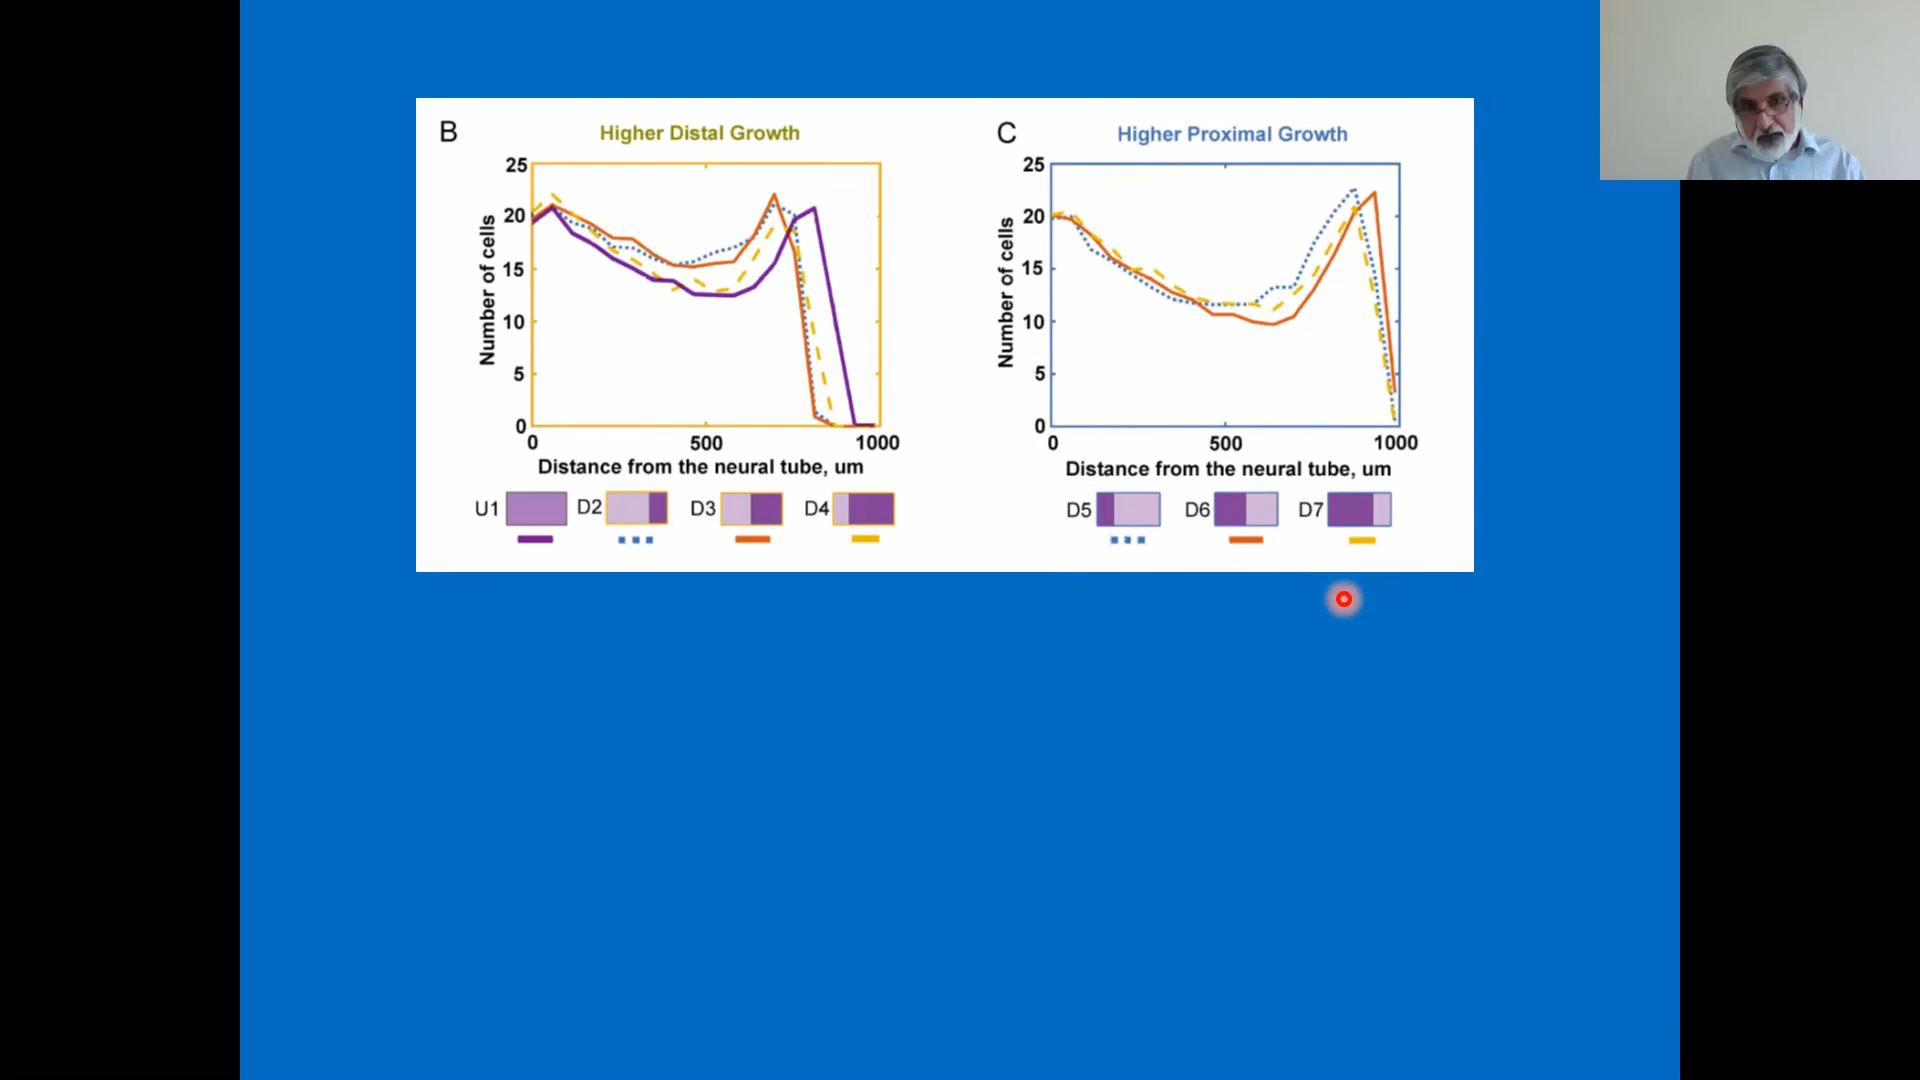 B
Higher Distal Growth
25
20
15
10
5
0
Number of cells
0 500 1000
Distance from the neural tube, um
U1 D2 D3 D4
C
Higher Proximal Growth
25
20
15
10
5
0
Number of cells
0 500 1000
Distance from the neural tube, um
D5 D6 D7